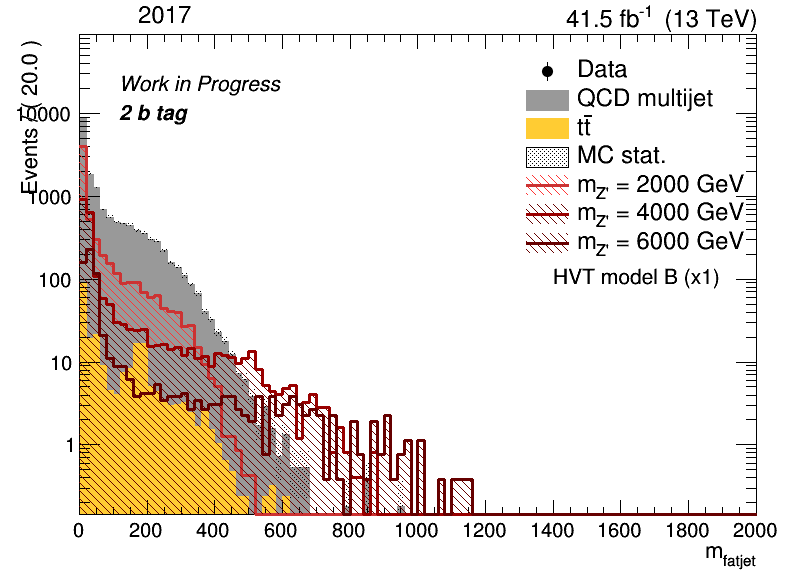 2017
41.5 fb⁻¹ (13 TeV)
Work in Progress
2 b tag
Data
QCD multijet
tt̄
MC stat.
m_Z' = 2000 GeV
m_Z' = 4000 GeV
m_Z' = 6000 GeV
HVT model B (x1)
Events / ( 20.0 )
10000
1000
100
10
1
0 200 400 600 800 1000 1200 1400 1600 1800 2000
m_fatjet